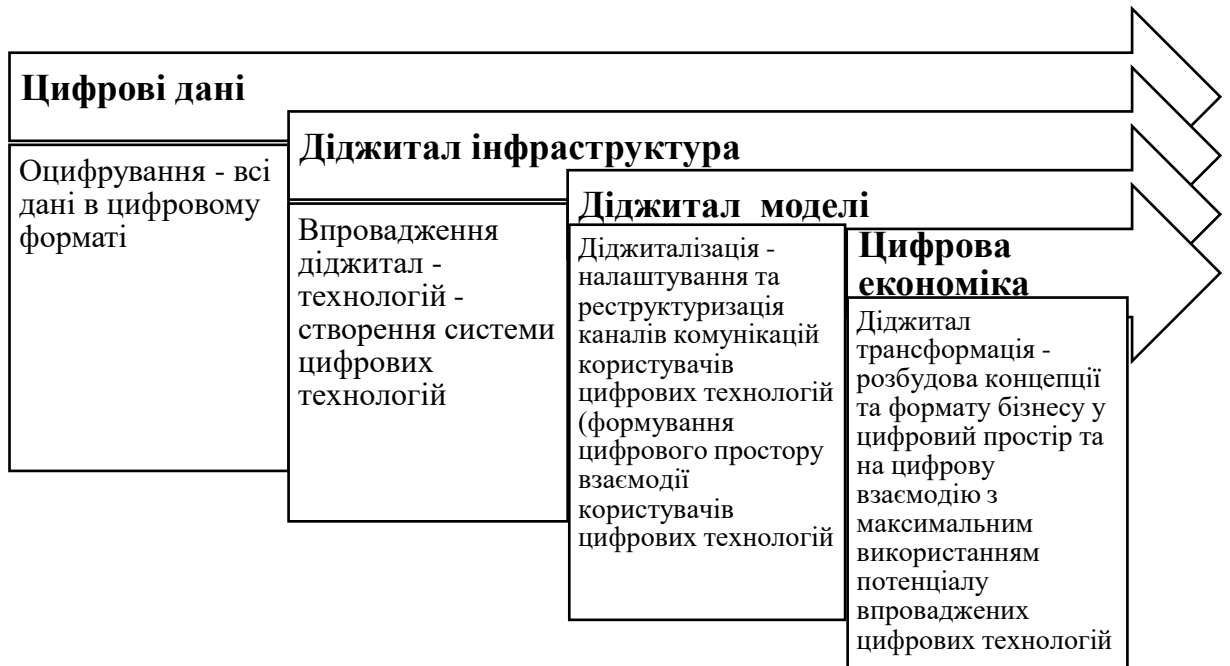 Цифрові дані
Оцифрування - всі
дані в цифровому
форматі
Діджитал інфраструктура
Впровадження
діджитал -
технологій -
створення системи
цифрових
технологій
Діджитал  моделі
Діджиталізація -
налаштування та
реструктуризація
каналів комунікацій
користувачів
цифрових технологій
(формування
цифрового простору
взаємодії
користувачів
цифрових технологій
Цифрова
економіка
Діджитал
трансформація -
розбудова концепції
та формату бізнесу у
цифровий простір та
на цифрову
взаємодію з
максимальним
використанням
потенціалу
впроваджених
цифрових технологій